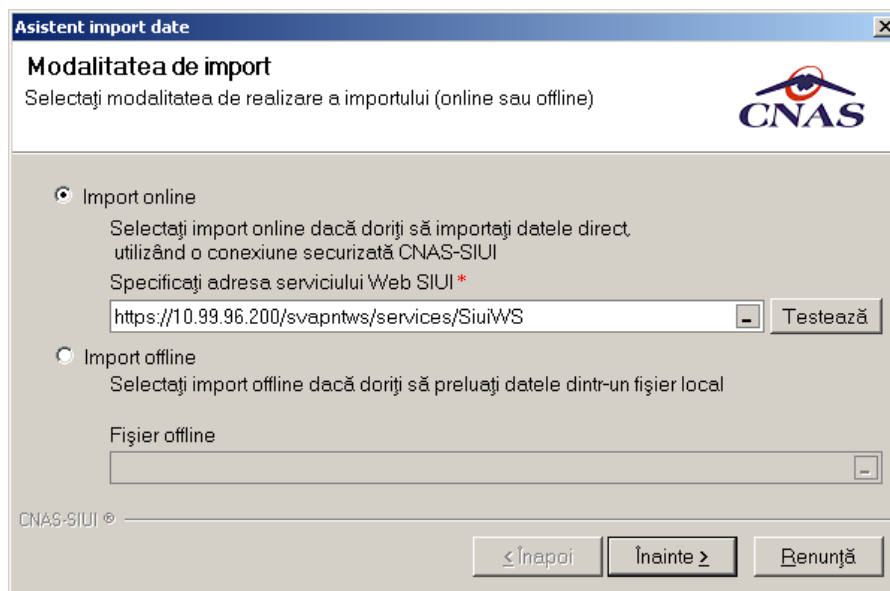 Asistent import date
Modalitatea de import
Selectaţi modalitatea de realizare a importului (online sau offline)
CNAS
Import online
Selectaţi import online dacă doriţi să importaţi datele direct,
utilizând o conexiune securizată CNAS-SIUI
Specificaţi adresa serviciului Web SIUI *
https://10.99.96.200/svapntws/services/SiuiWS
Testează
Import offline
Selectaţi import offline dacă doriţi să preluaţi datele dintr-un fişier local
Fişier offline
CNAS-SIUI ®
< Înapoi
Înainte >
Renunţă